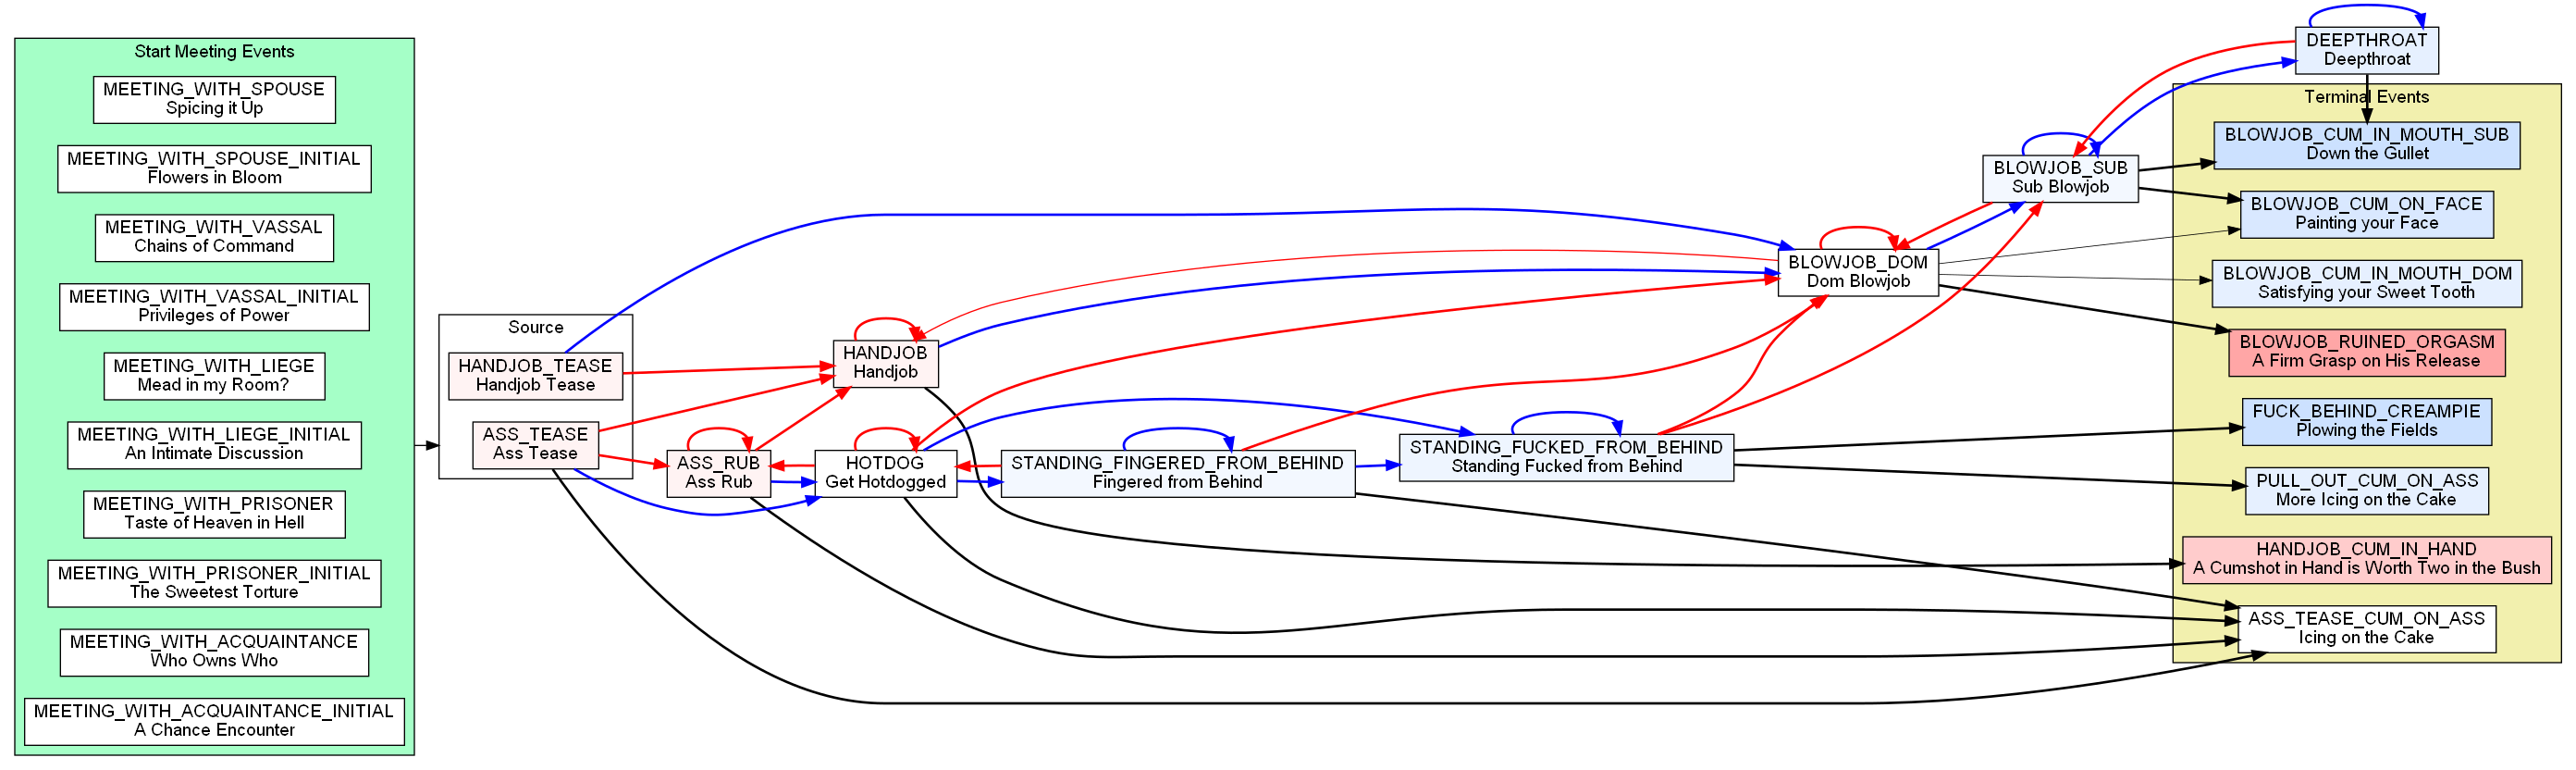 Start Meeting Events
MEETING_WITH_SPOUSE
Spicing it Up
MEETING_WITH_SPOUSE_INITIAL
Flowers in Bloom
MEETING_WITH_VASSAL
Chains of Command
MEETING_WITH_VASSAL_INITIAL
Privileges of Power
MEETING_WITH_LIEGE
Mead in my Room?
MEETING_WITH_LIEGE_INITIAL
An Intimate Discussion
MEETING_WITH_PRISONER
Taste of Heaven in Hell
MEETING_WITH_PRISONER_INITIAL
The Sweetest Torture
MEETING_WITH_ACQUAINTANCE
Who Owns Who
MEETING_WITH_ACQUAINTANCE_INITIAL
A Chance Encounter
Source
HANDJOB_TEASE
Handjob Tease
ASS_TEASE
Ass Tease
ASS_RUB
Ass Rub
HANDJOB
Handjob
HOTDOG
Get Hotdogged
STANDING_FINGERED_FROM_BEHIND
Fingered from Behind
STANDING_FUCKED_FROM_BEHIND
Standing Fucked from Behind
BLOWJOB_DOM
Dom Blowjob
BLOWJOB_SUB
Sub Blowjob
DEEPTHROAT
Deepthroat
Terminal Events
BLOWJOB_CUM_IN_MOUTH_SUB
Down the Gullet
BLOWJOB_CUM_ON_FACE
Painting your Face
BLOWJOB_CUM_IN_MOUTH_DOM
Satisfying your Sweet Tooth
BLOWJOB_RUINED_ORGASM
A Firm Grasp on His Release
FUCK_BEHIND_CREAMPIE
Plowing the Fields
PULL_OUT_CUM_ON_ASS
More Icing on the Cake
HANDJOB_CUM_IN_HAND
A Cumshot in Hand is Worth Two in the Bush
ASS_TEASE_CUM_ON_ASS
Icing on the Cake